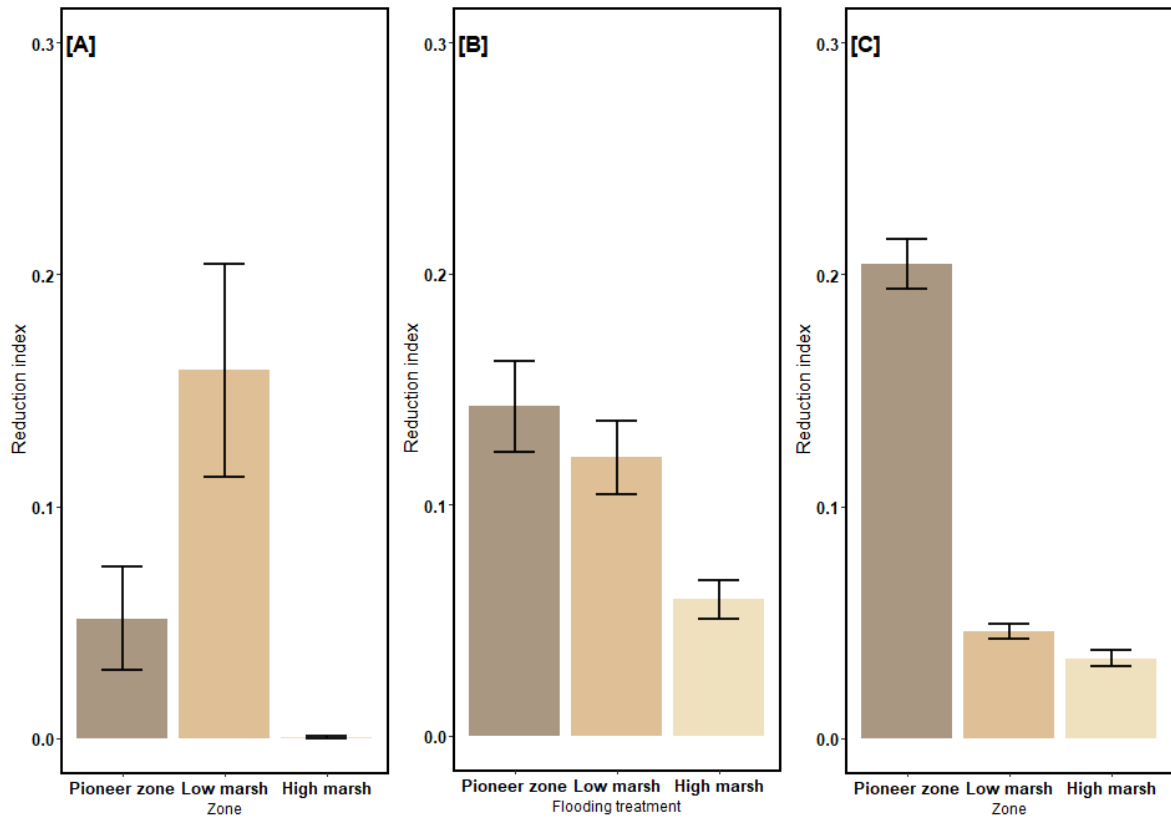 [A]
0.3
0.2
0.1
0.0
Reduction index
Pioneer zone Low marsh High marsh
Zone
[B]
0.3
0.2
0.1
0.0
Reduction index
Pioneer zone Low marsh High marsh
Flooding treatment
[C]
0.3
0.2
0.1
0.0
Reduction index
Pioneer zone Low marsh High marsh
Zone